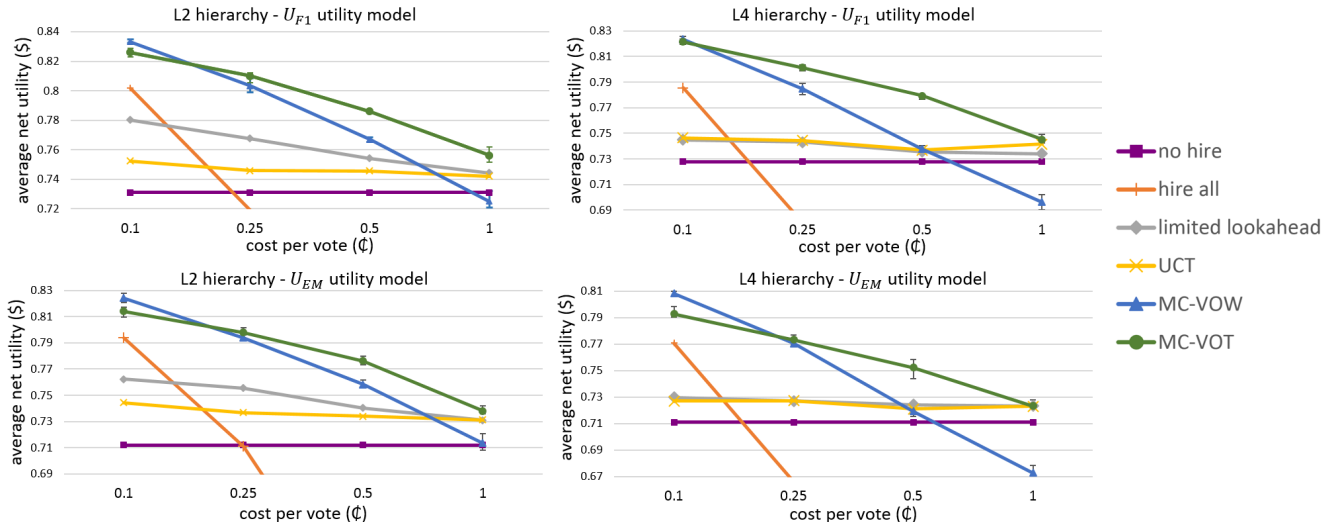 L2 hierarchy - U_F1 utility model
average net utility ($)
0.84
0.82
0.8
0.78
0.76
0.74
0.72
0.1 0.25 0.5 1
cost per vote (₵)
L4 hierarchy - U_F1 utility model
average net utility ($)
0.83
0.81
0.79
0.77
0.75
0.73
0.71
0.69
0.1 0.25 0.5 1
cost per vote (₵)
L2 hierarchy - U_EM utility model
average net utility ($)
0.83
0.81
0.79
0.77
0.75
0.73
0.71
0.69
0.1 0.25 0.5 1
cost per vote (₵)
L4 hierarchy - U_EM utility model
average net utility ($)
0.81
0.79
0.77
0.75
0.73
0.71
0.69
0.67
0.1 0.25 0.5 1
cost per vote (₵)
no hire
hire all
limited lookahead
UCT
MC-VOW
MC-VOT